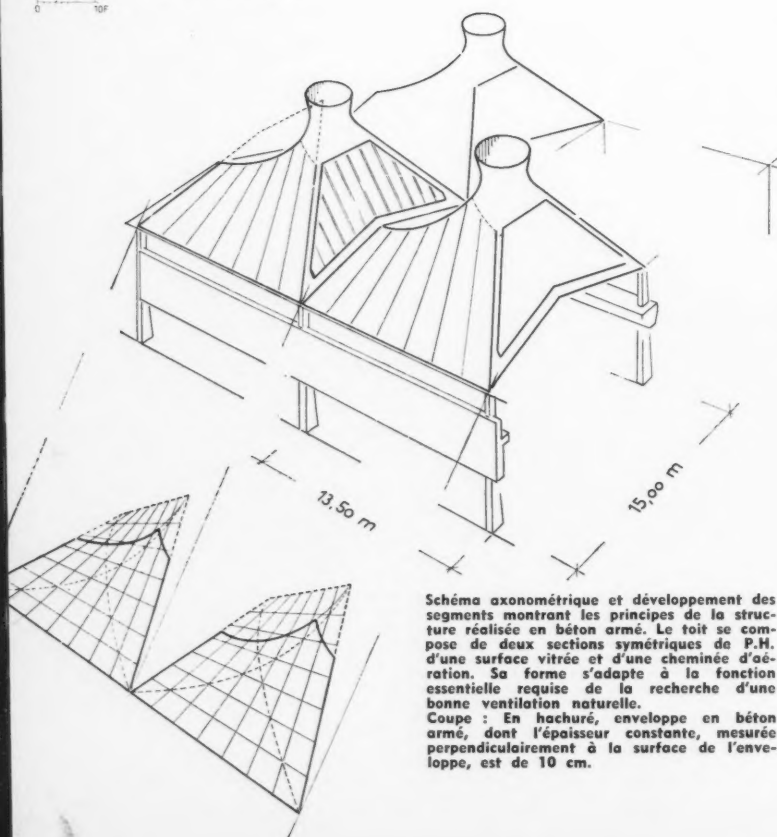 0 10F
13,50 m
15,00 m
Schéma axonométrique et développement des
segments montrant les principes de la struc-
ture réalisée en béton armé. Le toit se com-
pose de deux sections symétriques de P.H.
d'une surface vitrée et d'une cheminée d'aé-
ration. Sa forme s'adapte à la fonction
essentielle requise de la recherche d'une
bonne ventilation naturelle.
Coupe : En hachuré, enveloppe en béton
armé, dont l'épaisseur constante, mesurée
perpendiculairement à la surface de l'enve-
loppe, est de 10 cm.